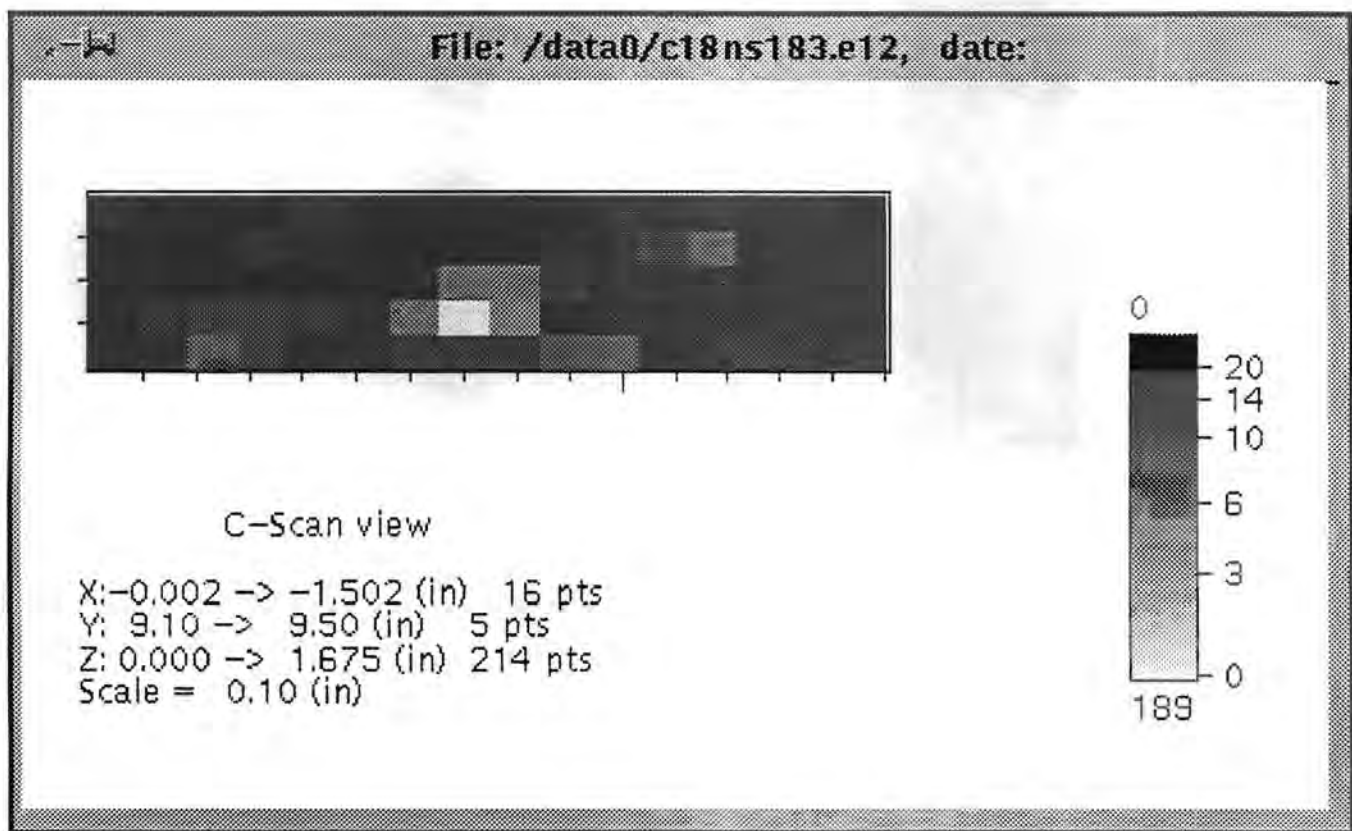 File: /data0/c18ns183.e12, date:
0
20
14
10
6
3
0
189
C-Scan view
X:-0.002 -> -1.502 (in) 16 pts
Y: 9.10 -> 9.50 (in) 5 pts
Z: 0.000 -> 1.675 (in) 214 pts
Scale = 0.10 (in)